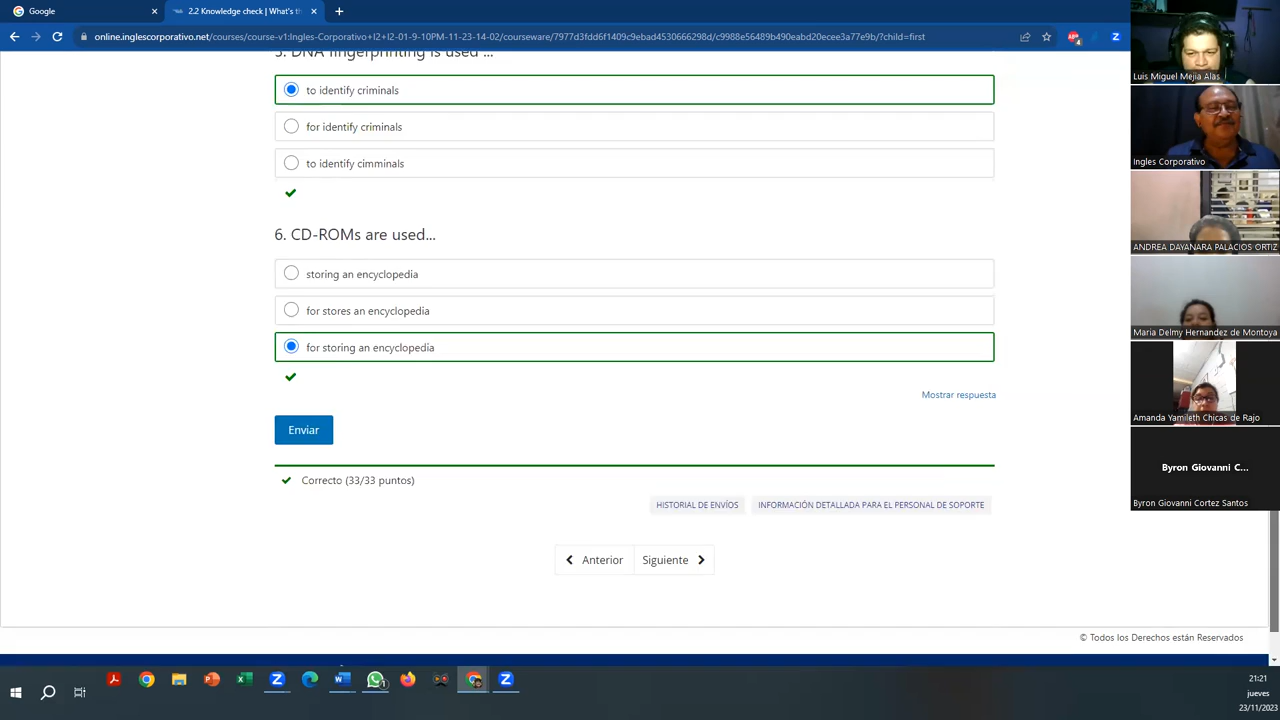 Google
2.2 Knowledge check | What's th
online.inglescorporativo.net/courses/course-v1:Ingles-Corporativo+I2+I2-01-9-10PM-11-23-14-02/courseware/7977d3fdd6f1409c9ebad4530666298d/c9988e56489b490eabd20ecee3a77e9b/?child=first
5. DNA fingerprinting is used ...
to identify criminals
for identify criminals
to identify cimminals
6. CD-ROMs are used...
storing an encyclopedia
for stores an encyclopedia
for storing an encyclopedia
Mostrar respuesta
Enviar
Correcto (33/33 puntos)
HISTORIAL DE ENVÍOS
INFORMACIÓN DETALLADA PARA EL PERSONAL DE SOPORTE
Anterior
Siguiente
© Todos los Derechos están Reservados
Luis Miguel Mejia Alas
Ingles Corporativo
ANDREA DAYANARA PALACIOS ORTIZ
Maria Delmy Hernandez de Montoya
Amanda Yamileth Chicas de Rajo
Byron Giovanni C...
Byron Giovanni Cortez Santos
21:21
jueves
23/11/2023